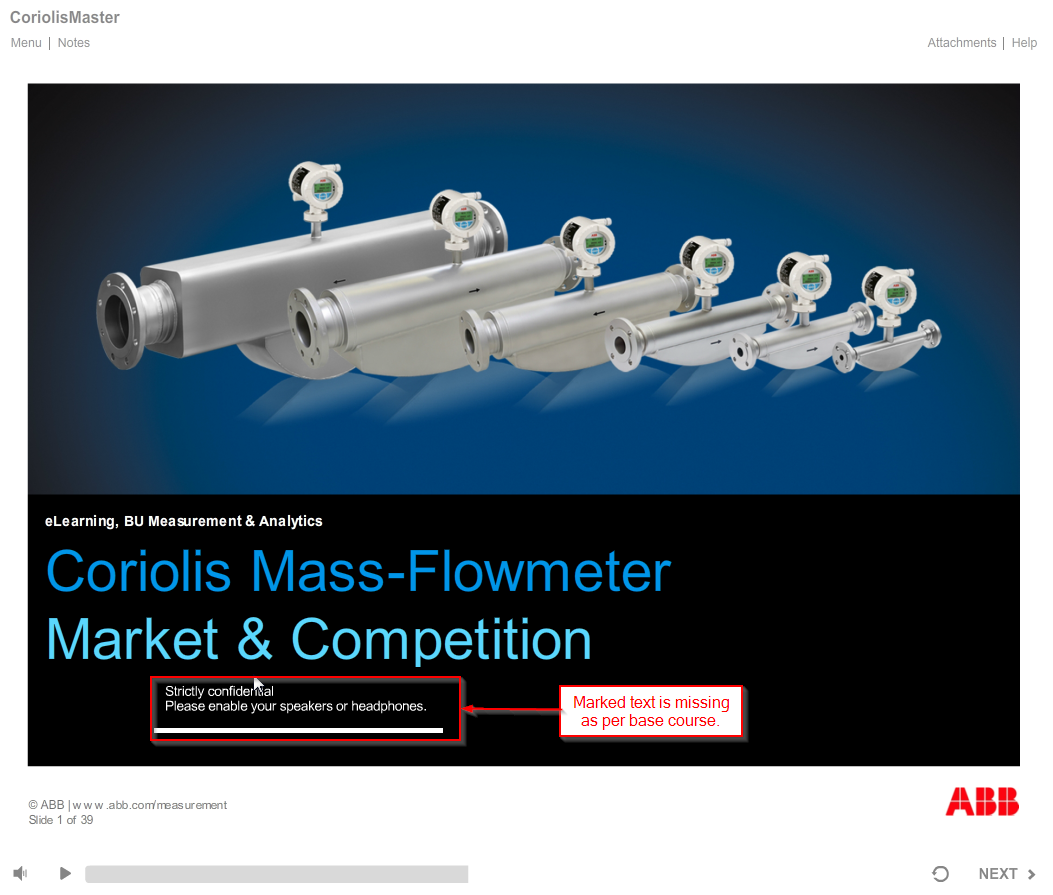 CoriolisMaster
Menu | Notes
Attachments | Help
eLearning, BU Measurement & Analytics
Coriolis Mass-Flowmeter
Market & Competition
Strictly confidential
Please enable your speakers or headphones.
Marked text is missing
as per base course.
© ABB | www.abb.com/measurement
Slide 1 of 39
ABB
NEXT